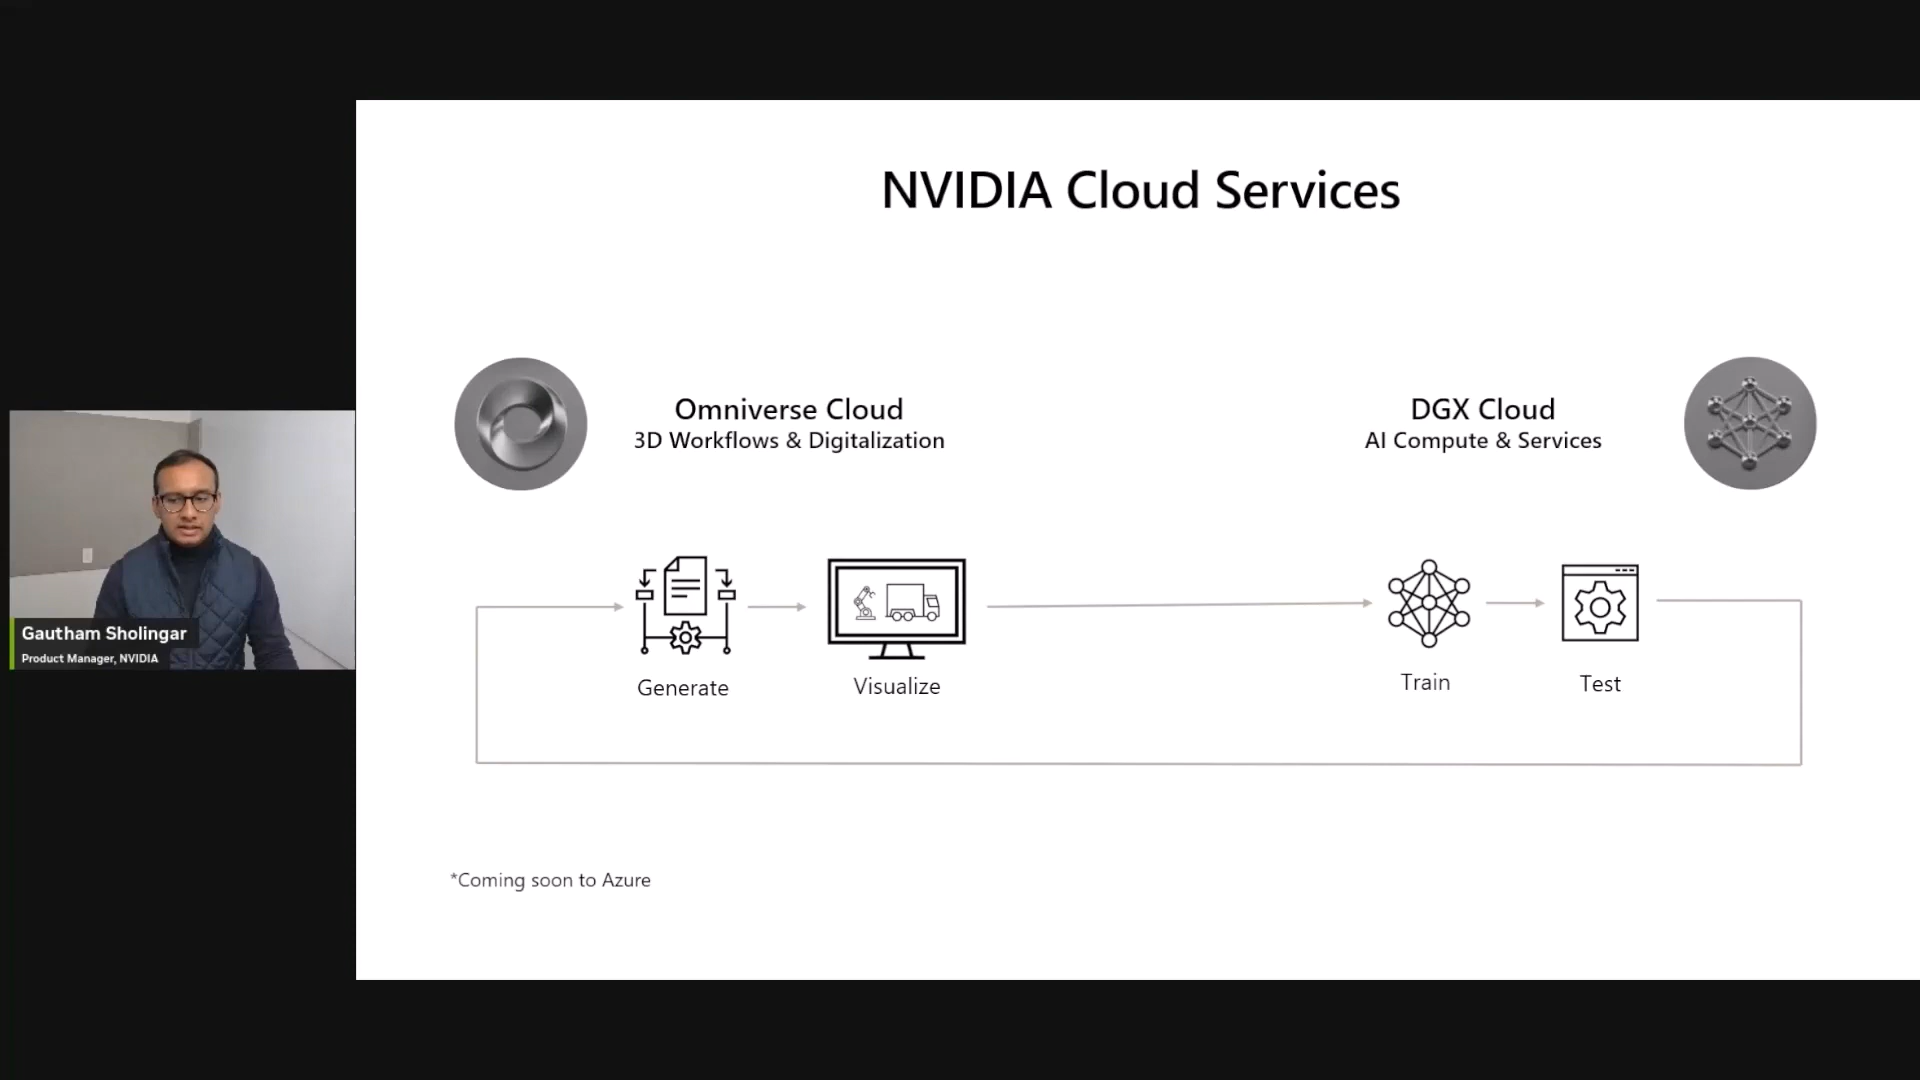 NVIDIA Cloud Services
Omniverse Cloud
3D Workflows & Digitalization
DGX Cloud
AI Compute & Services
Generate
Visualize
Train
Test
*Coming soon to Azure
Gautham Sholingar
Product Manager, NVIDIA